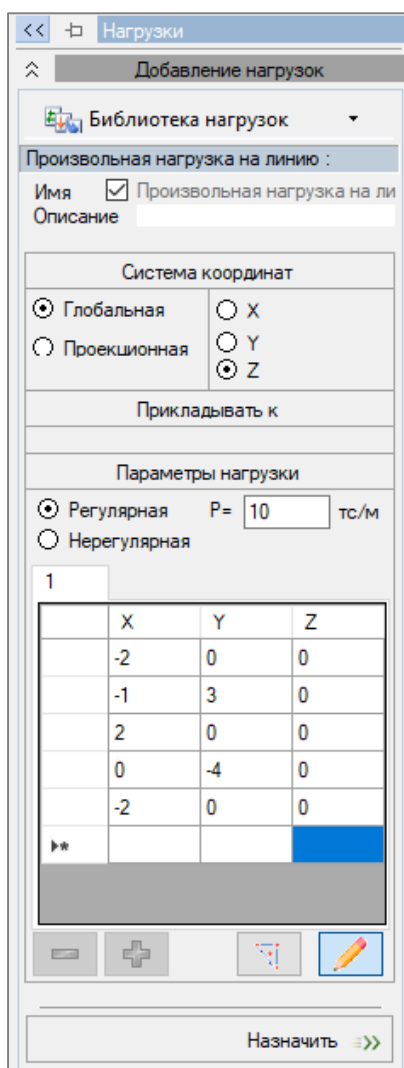 << Нагрузки
Добавление нагрузок
Библиотека нагрузок
Произвольная нагрузка на линию :
Имя Произвольная нагрузка на ли
Описание
Система координат
Глобальная X
Проекционная Y
Z
Прикладывать к
Параметры нагрузки
Регулярная P= 10 тс/м
Нерегулярная
1
X Y Z
-2 0 0
-1 3 0
2 0 0
0 -4 0
-2 0 0
Назначить